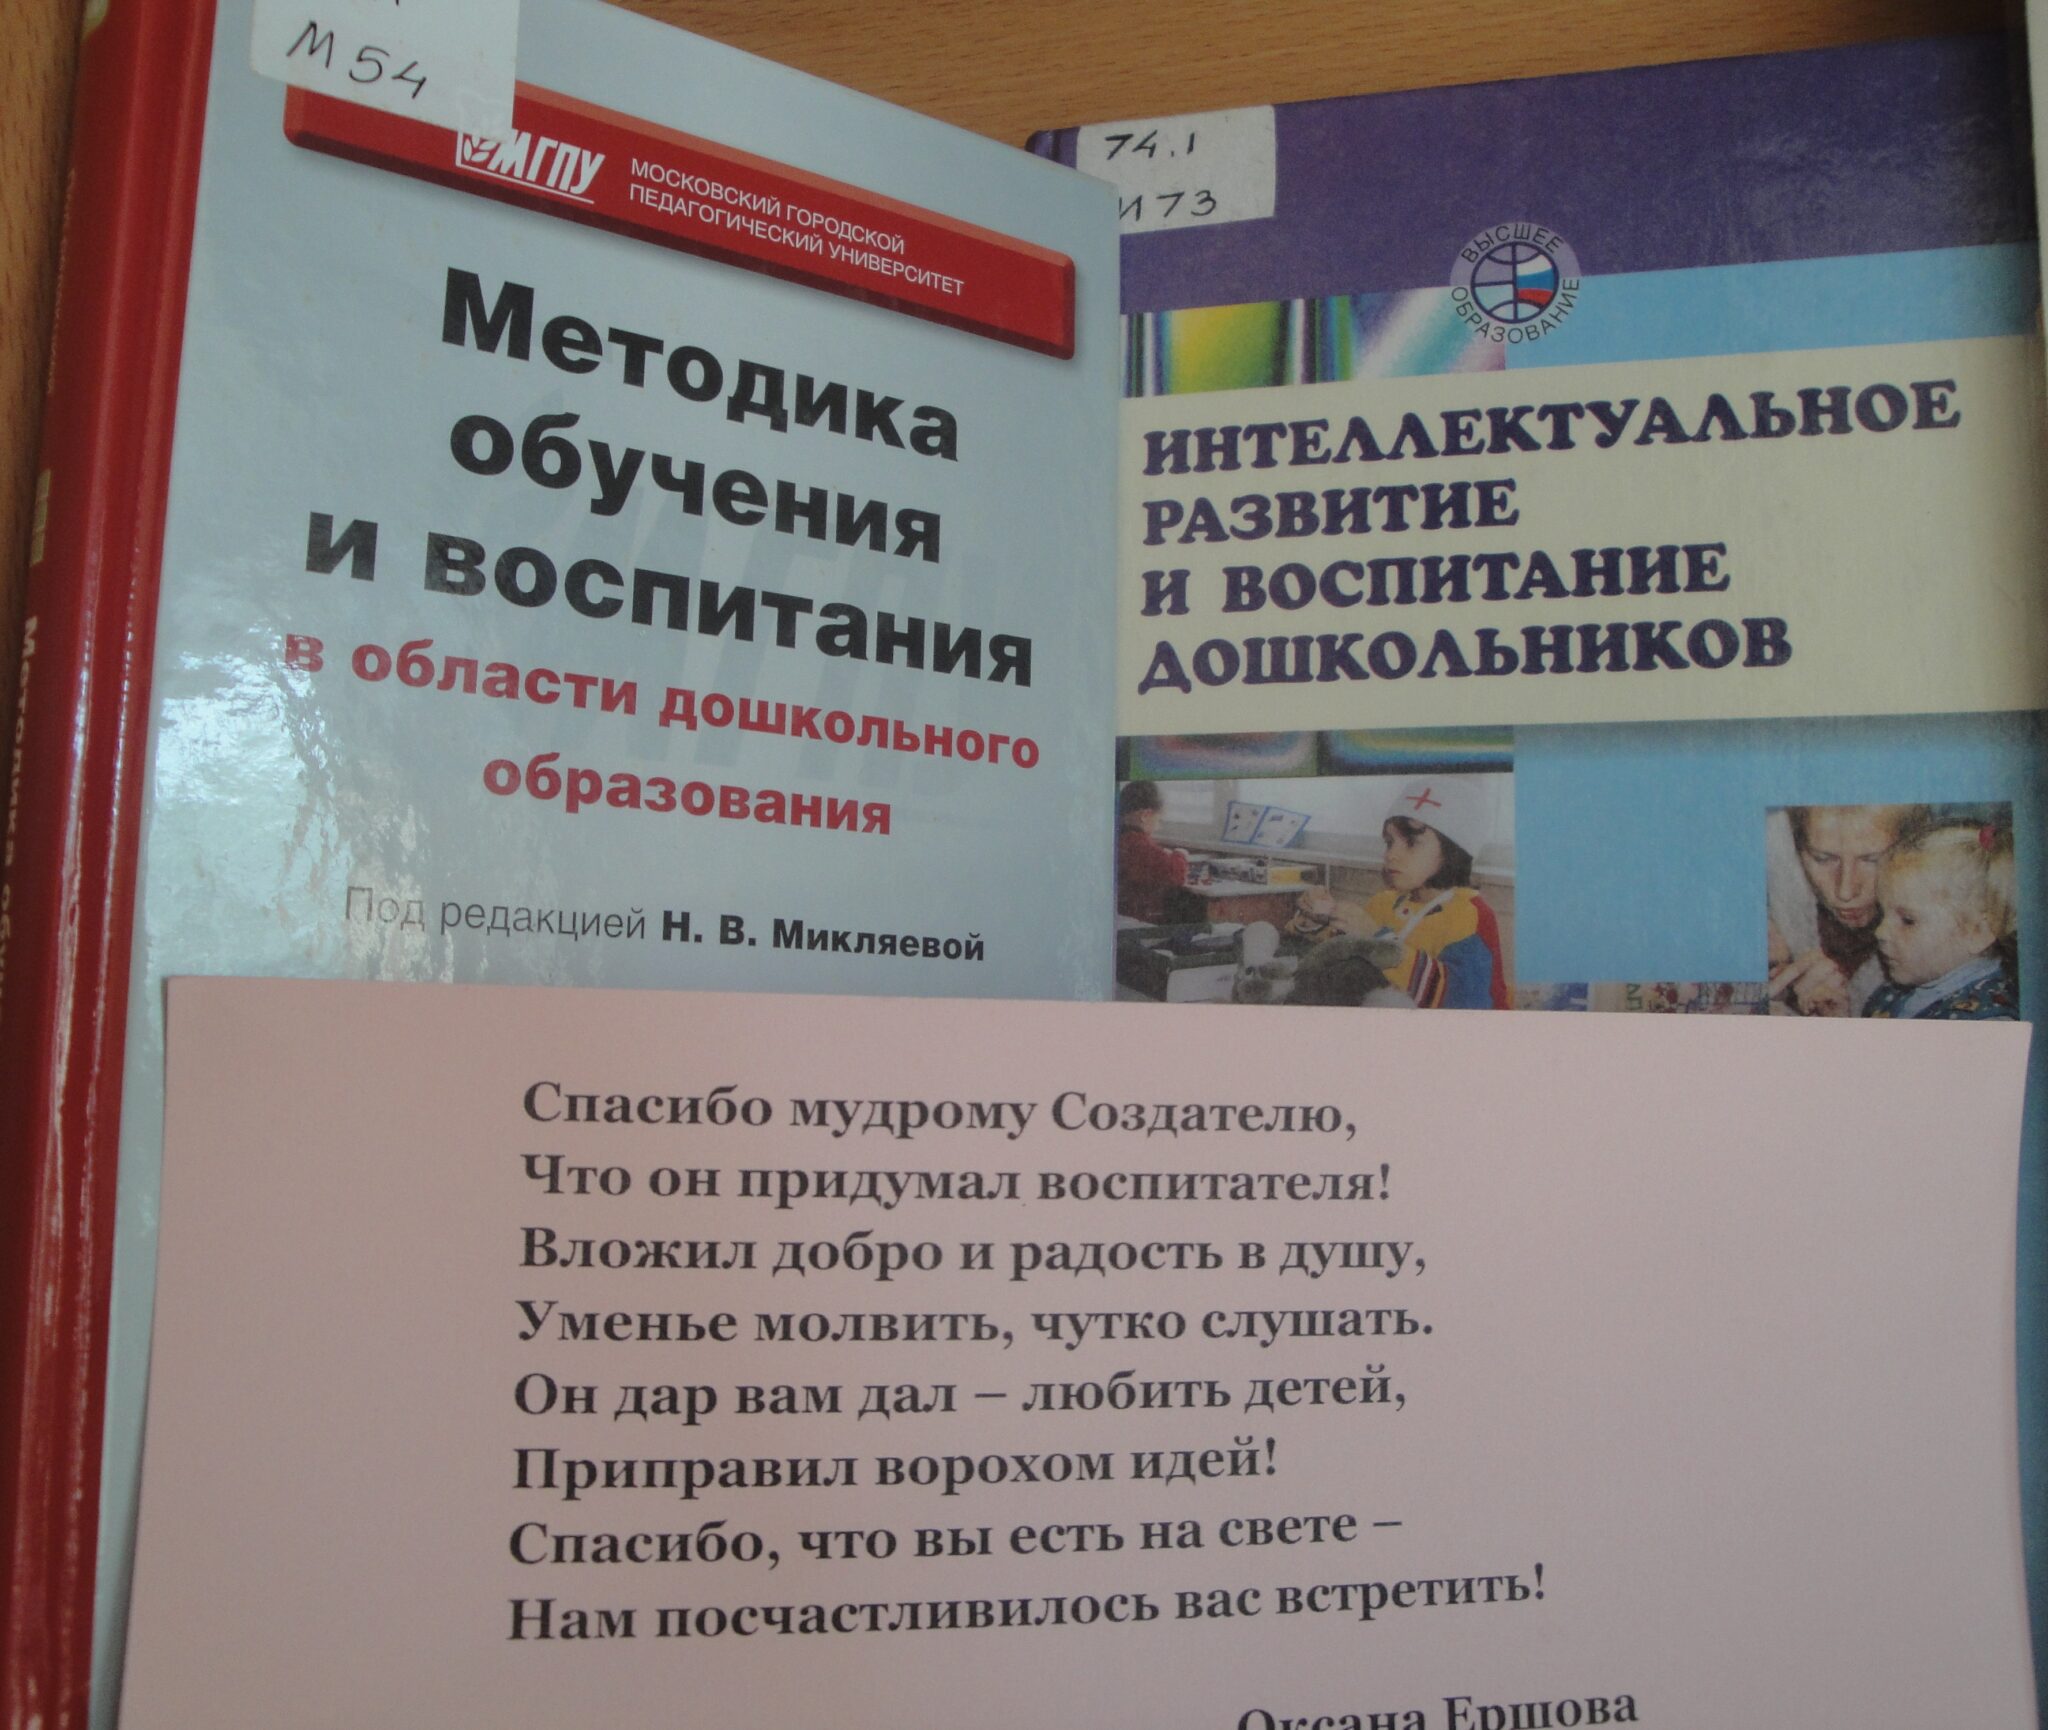 М54
МГПУ
МОСКОВСКИЙ ГОРОДСКОЙ
ПЕДАГОГИЧЕСКИЙ УНИВЕРСИТЕТ
Методика
обучения
и воспитания
в области дошкольного
образования
Под редакцией Н. В. Микляевой
74.1
И73
ВЫСШЕЕ
ОБРАЗОВАНИЕ
ИНТЕЛЛЕКТУАЛЬНОЕ
РАЗВИТИЕ
И ВОСПИТАНИЕ
ДОШКОЛЬНИКОВ
Спасибо мудрому Создателю,
Что он придумал воспитателя!
Вложил добро и радость в душу,
Уменье молвить, чутко слушать.
Он дар вам дал – любить детей,
Приправил ворохом идей!
Спасибо, что вы есть на свете –
Нам посчастливилось вас встретить!
Оксана Ершова